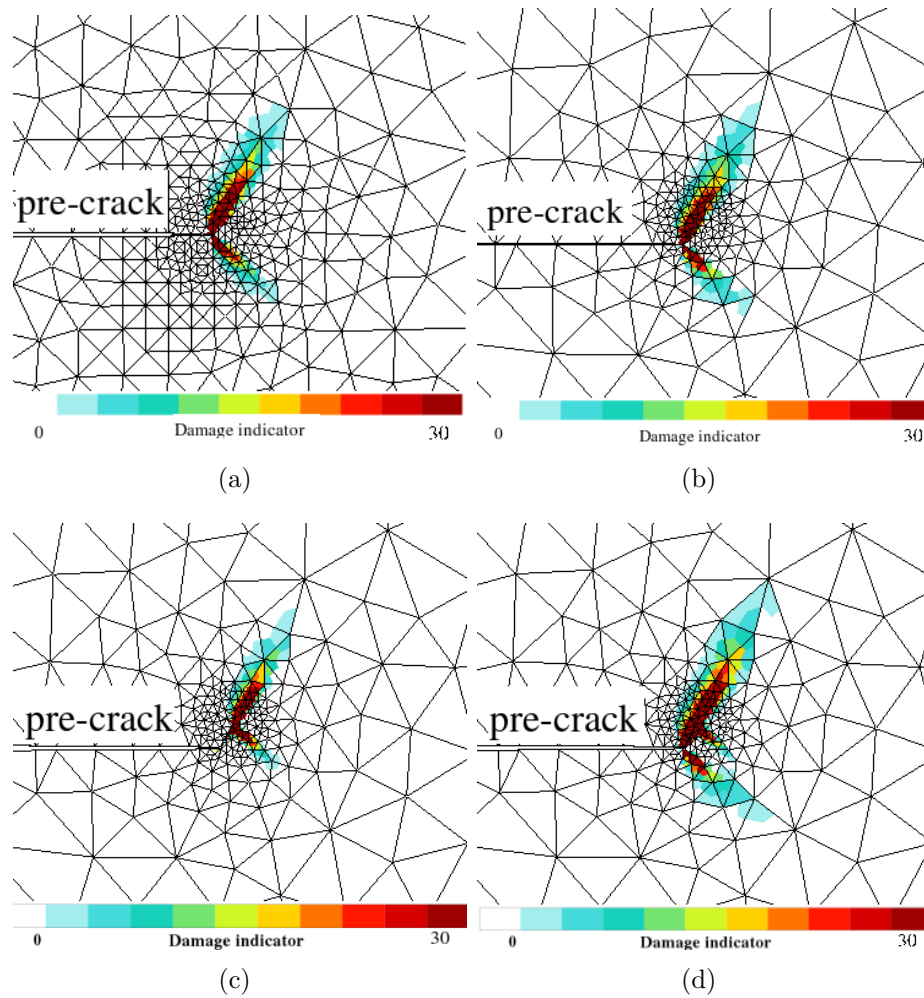 pre-crack
0 Damage indicator 30
(a)
pre-crack
0 Damage indicator 30
(b)
pre-crack
0 Damage indicator 30
(c)
pre-crack
0 Damage indicator 30
(d)